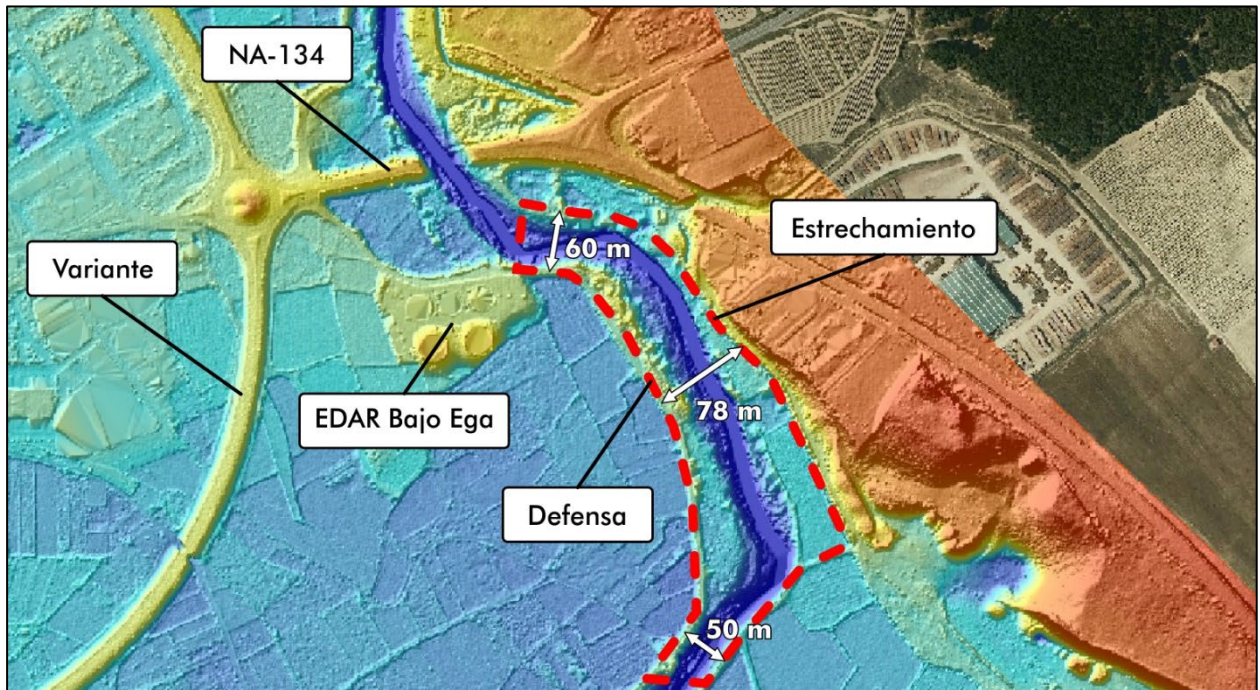 NA-134
60 m
Estrechamiento
Variante
78 m
EDAR Bajo Ega
Defensa
50 m